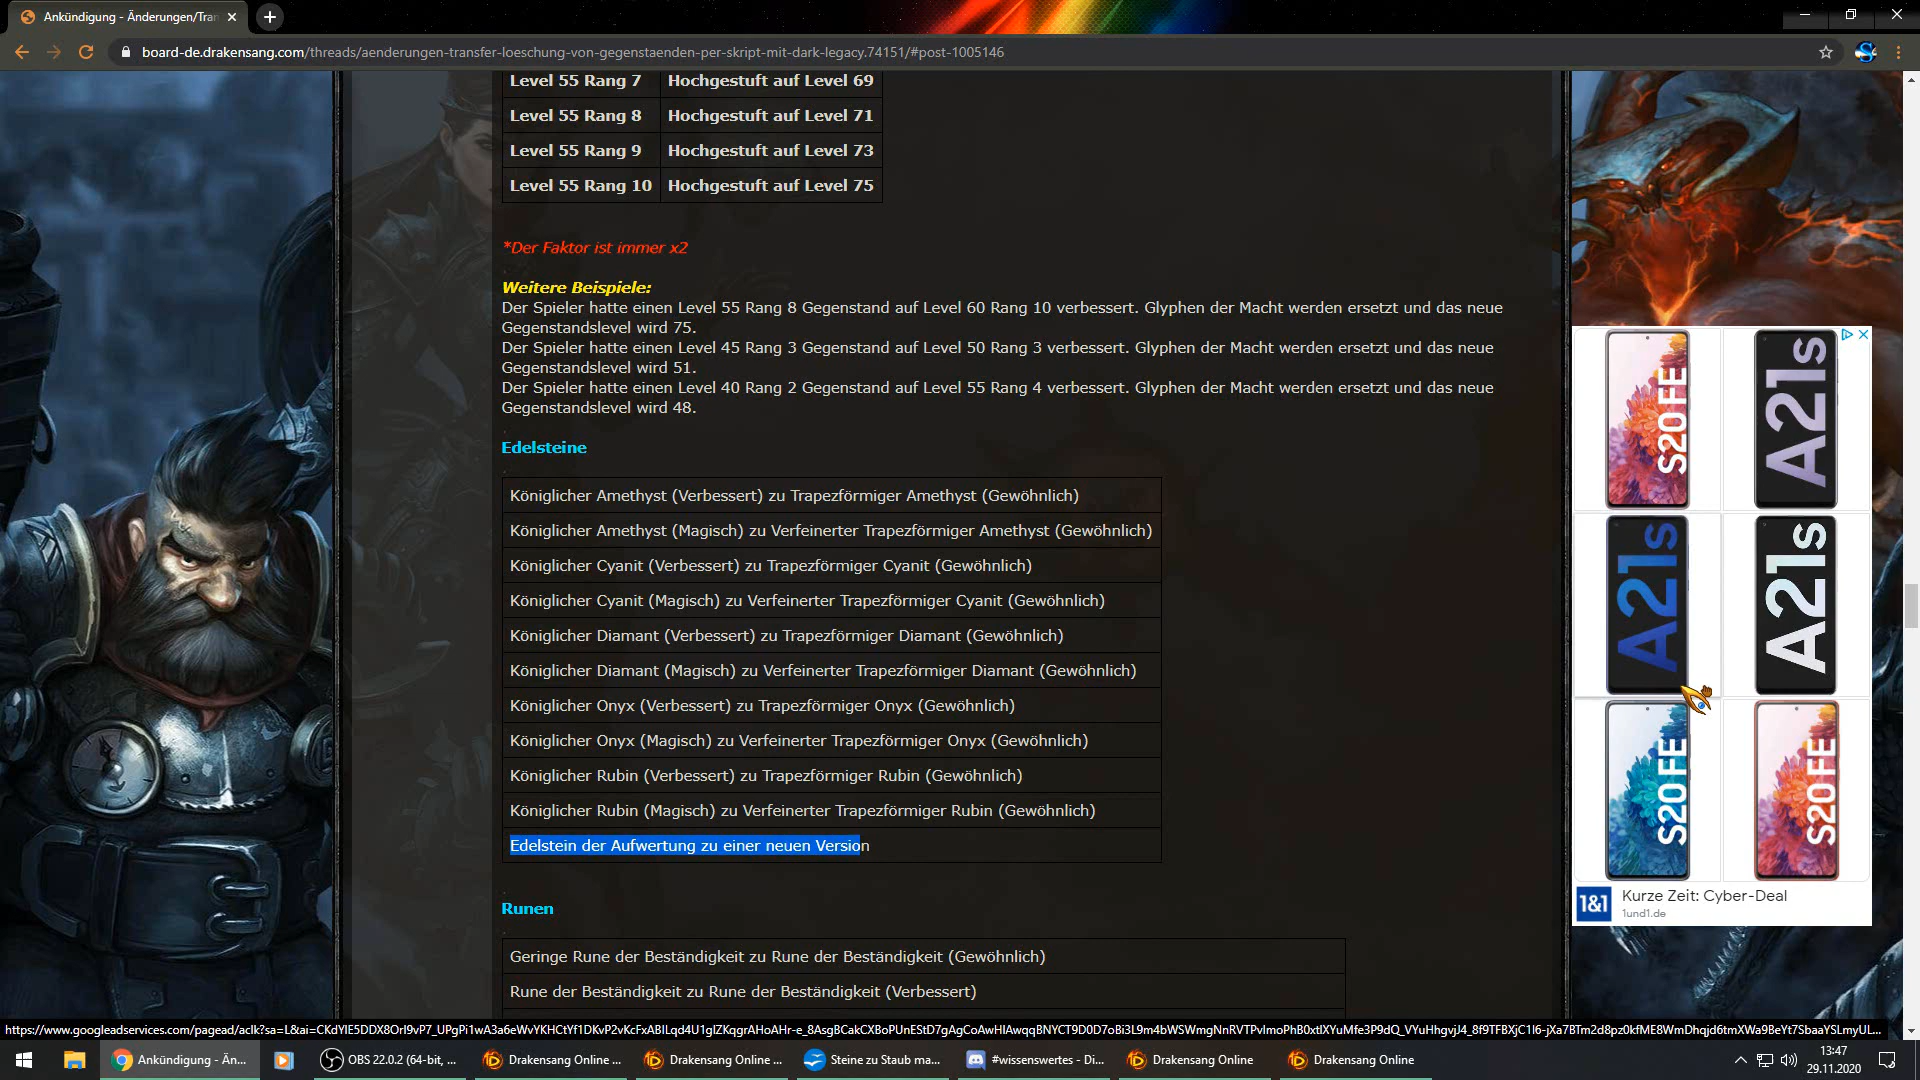 Ankündigung - Änderungen/Tran
board-de.drakensang.com/threads/aenderungen-transfer-loeschung-von-gegenstaenden-per-skript-mit-dark-legacy.74151/#post-1005146
Level 55 Rang 7 Hochgestuft auf Level 69
Level 55 Rang 8 Hochgestuft auf Level 71
Level 55 Rang 9 Hochgestuft auf Level 73
Level 55 Rang 10 Hochgestuft auf Level 75
*Der Faktor ist immer x2
Weitere Beispiele:
Der Spieler hatte einen Level 55 Rang 8 Gegenstand auf Level 60 Rang 10 verbessert. Glyphen der Macht werden ersetzt und das neue
Gegenstandslevel wird 75.
Der Spieler hatte einen Level 45 Rang 3 Gegenstand auf Level 50 Rang 3 verbessert. Glyphen der Macht werden ersetzt und das neue
Gegenstandslevel wird 51.
Der Spieler hatte einen Level 40 Rang 2 Gegenstand auf Level 55 Rang 4 verbessert. Glyphen der Macht werden ersetzt und das neue
Gegenstandslevel wird 48.
Edelsteine
Königlicher Amethyst (Verbessert) zu Trapezförmiger Amethyst (Gewöhnlich)
Königlicher Amethyst (Magisch) zu Verfeinerter Trapezförmiger Amethyst (Gewöhnlich)
Königlicher Cyanit (Verbessert) zu Trapezförmiger Cyanit (Gewöhnlich)
Königlicher Cyanit (Magisch) zu Verfeinerter Trapezförmiger Cyanit (Gewöhnlich)
Königlicher Diamant (Verbessert) zu Trapezförmiger Diamant (Gewöhnlich)
Königlicher Diamant (Magisch) zu Verfeinerter Trapezförmiger Diamant (Gewöhnlich)
Königlicher Onyx (Verbessert) zu Trapezförmiger Onyx (Gewöhnlich)
Königlicher Onyx (Magisch) zu Verfeinerter Trapezförmiger Onyx (Gewöhnlich)
Königlicher Rubin (Verbessert) zu Trapezförmiger Rubin (Gewöhnlich)
Königlicher Rubin (Magisch) zu Verfeinerter Trapezförmiger Rubin (Gewöhnlich)
Edelstein der Aufwertung zu einer neuen Version
Runen
Geringe Rune der Beständigkeit zu Rune der Beständigkeit (Gewöhnlich)
Rune der Beständigkeit zu Rune der Beständigkeit (Verbessert)
S20 FE
A21s
A21s
A21s
S20 FE
S20 FE
1&1
Kurze Zeit: Cyber-Deal
1und1.de
Ankündigung - Än...
OBS 22.0.2 (64-bit, ...
Drakensang Online ...
Drakensang Online ...
Steine zu Staub ma...
#wissenswertes - Di...
Drakensang Online
Drakensang Online
13:47
29.11.2020